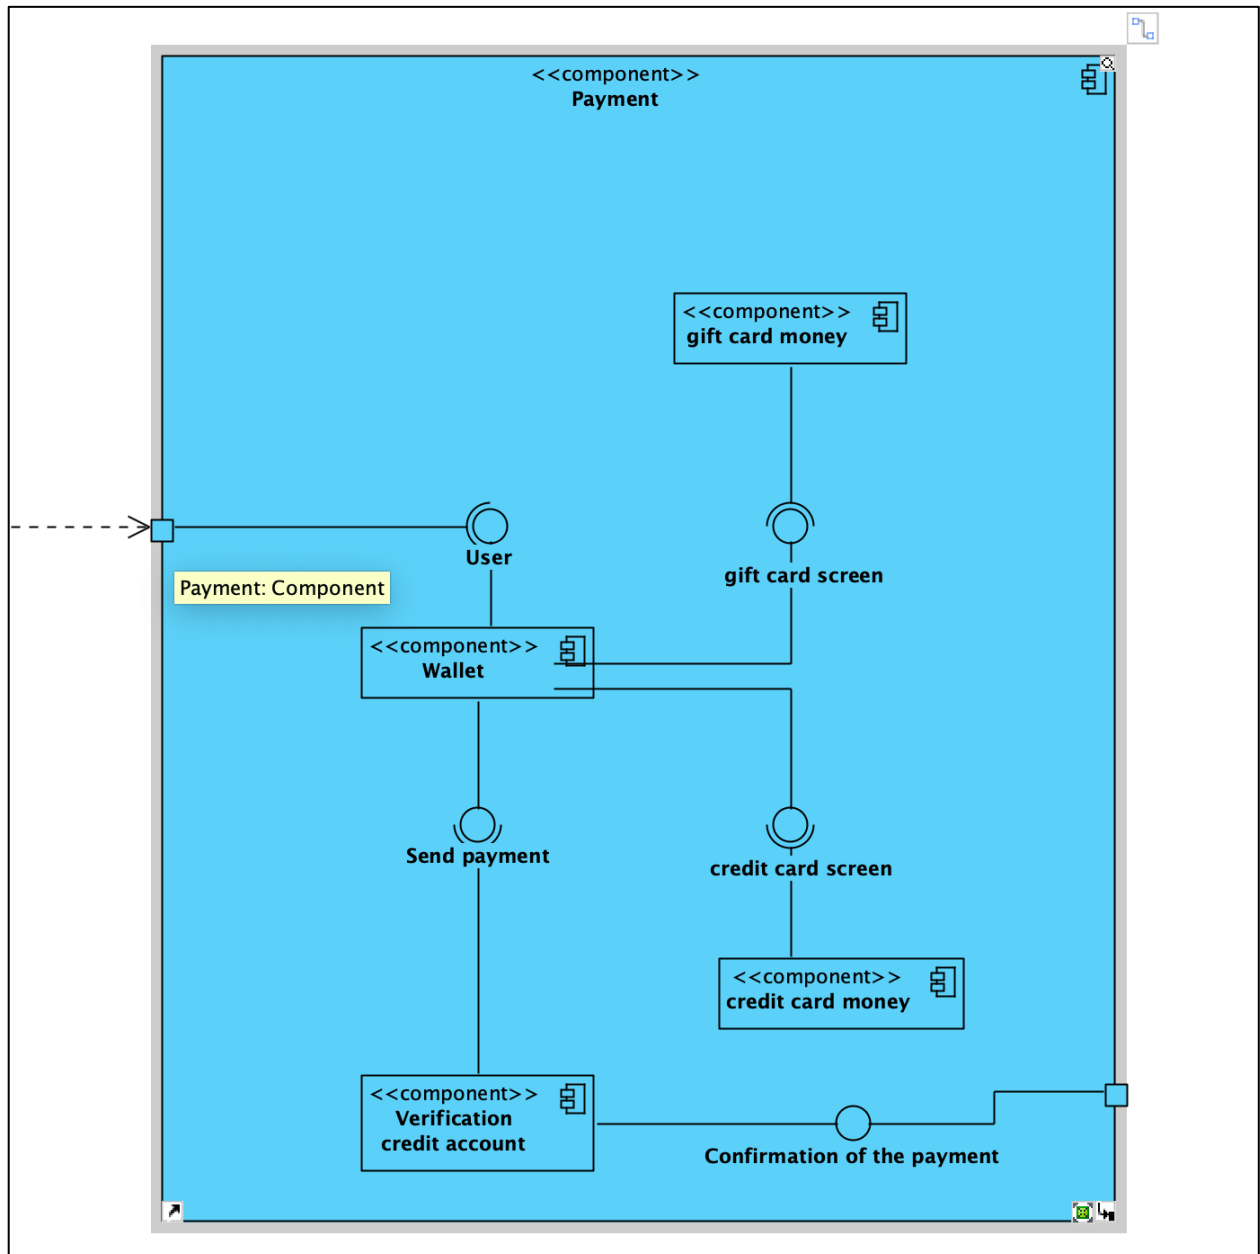 <<component>>
Payment
<<component>>
gift card money
User
gift card screen
Payment: Component
<<component>>
Wallet
Send payment
credit card screen
<<component>>
credit card money
<<component>>
Verification
credit account
Confirmation of the payment